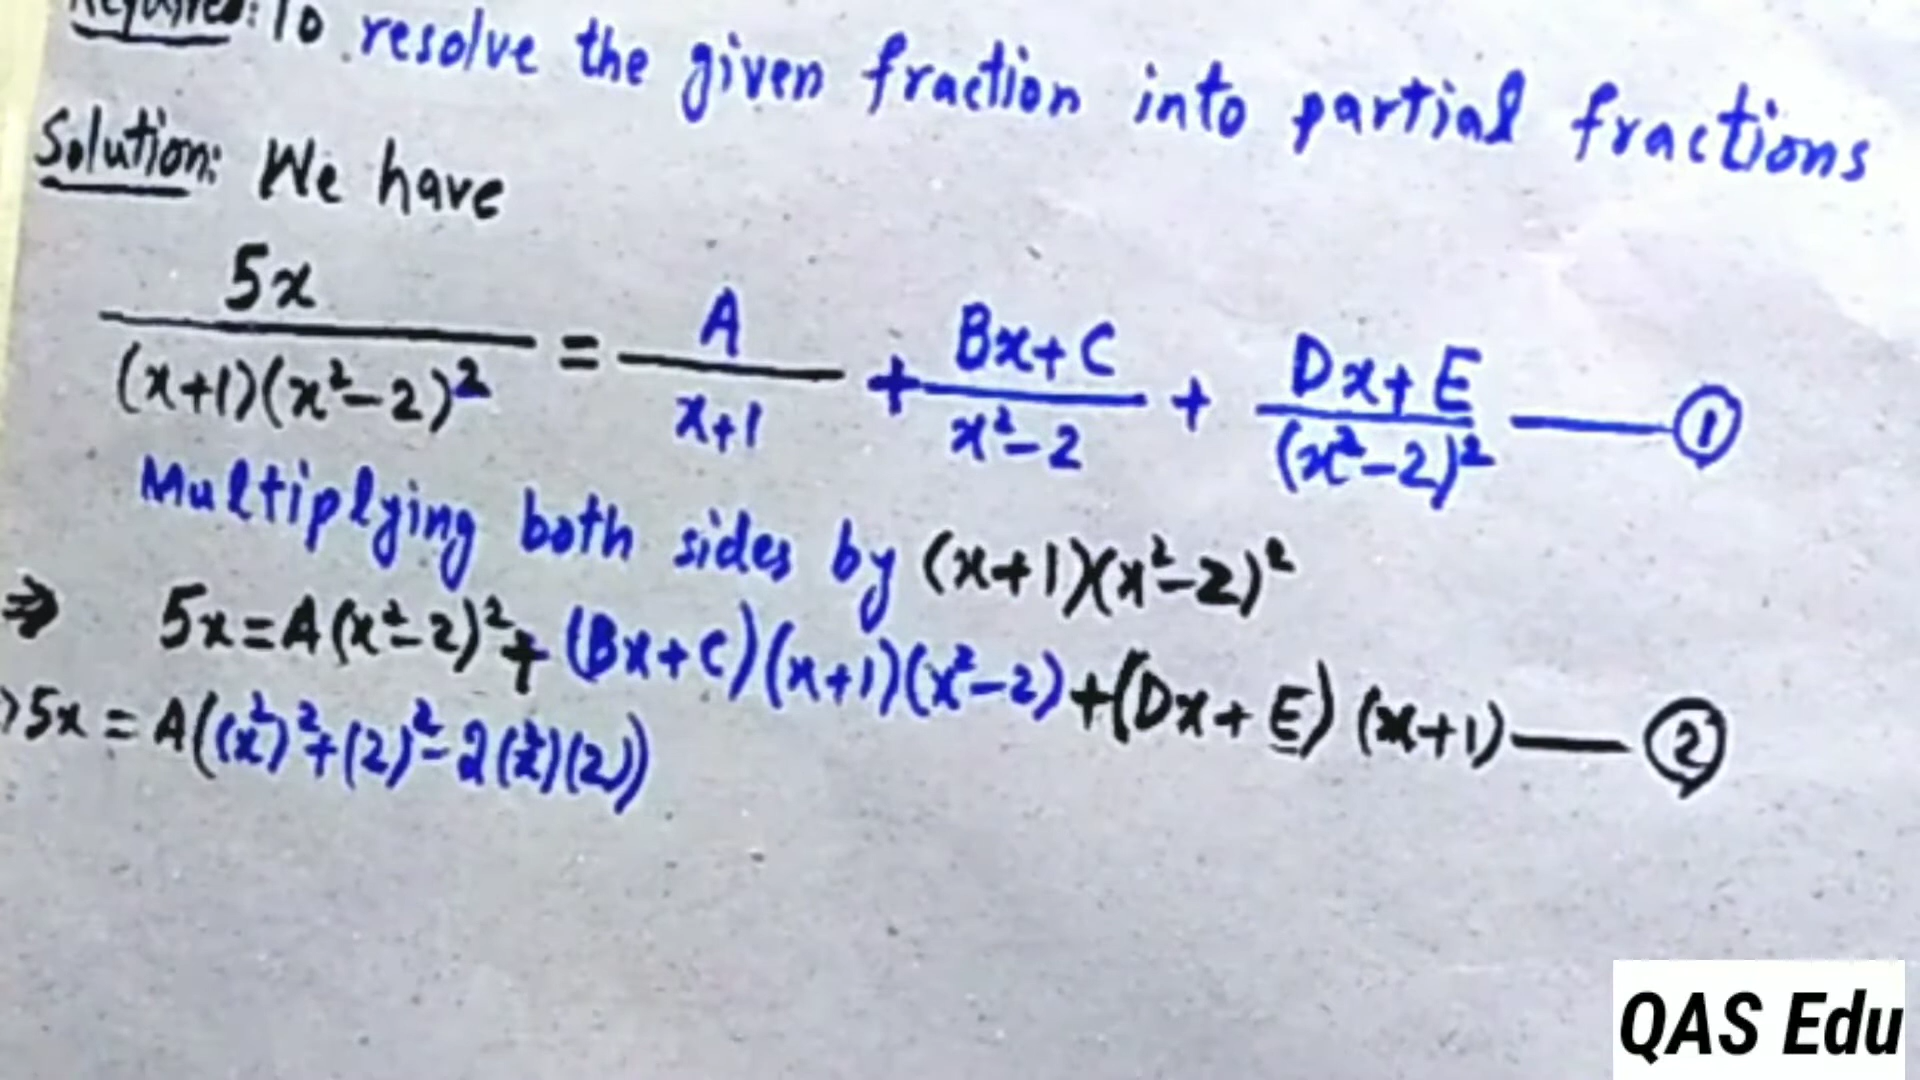 Required: To resolve the given fraction into partial fractions
Solution: We have
5x/((x+1)(x²-2)²) = A/(x+1) + (Bx+C)/(x²-2) + (Dx+E)/(x²-2)² —— ①
Multiplying both sides by (x+1)(x²-2)²
⇒ 5x = A(x²-2)² + (Bx+C)(x+1)(x²-2) + (Dx+E)(x+1) —— ②
⇒ 5x = A((x²)²+(2)²-2(x²)(2))
QAS Edu